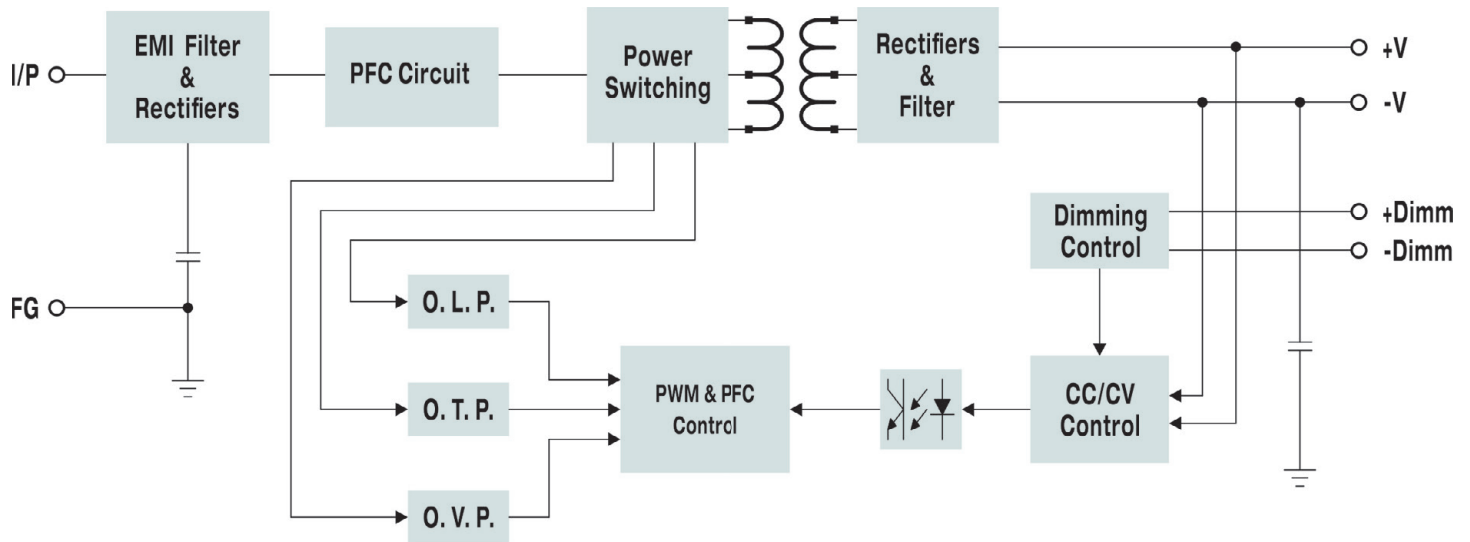 EMI Filter
&
Rectifiers
PFC Circuit
Power
Switching
Rectifiers
&
Filter
I/P
+V
-V
Dimming
Control
+Dimm
-Dimm
FG
O. L. P.
O. T. P.
O. V. P.
PWM & PFC
Control
CC/CV
Control